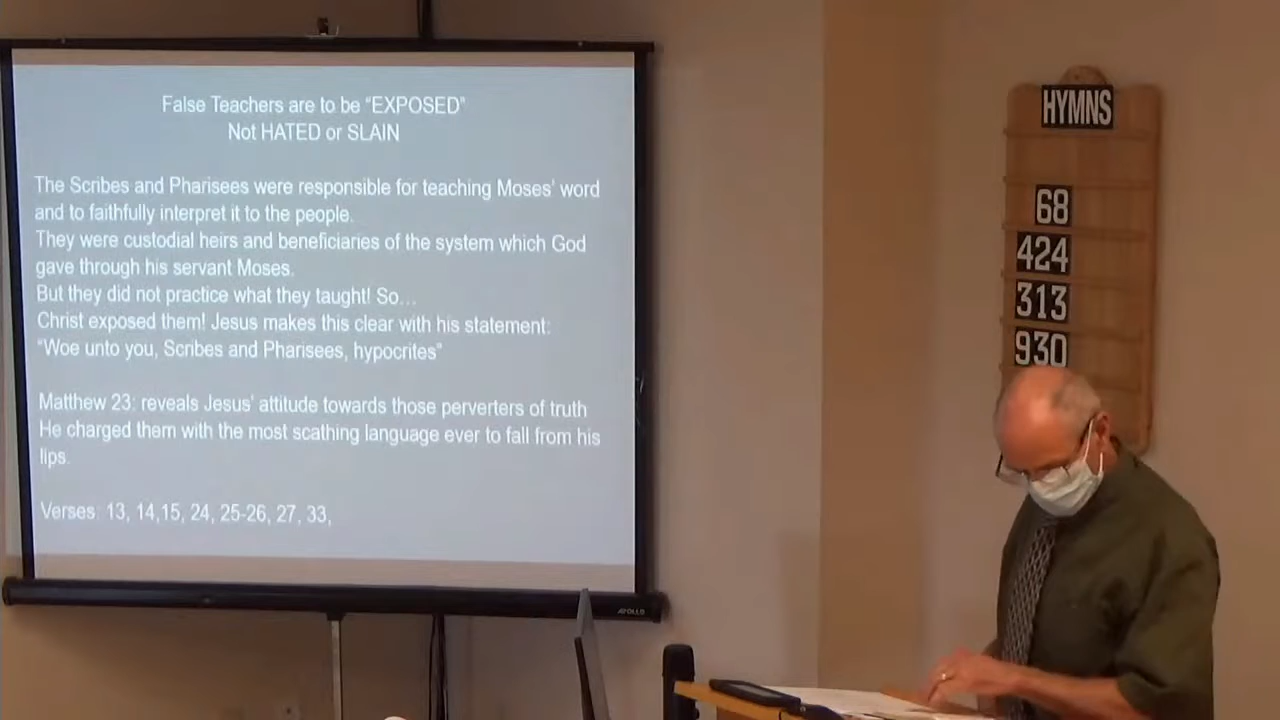 False Teachers are to be “EXPOSED”
Not HATED or SLAIN
The Scribes and Pharisees were responsible for teaching Moses’ word
and to faithfully interpret it to the people.
They were custodial heirs and beneficiaries of the system which God
gave through his servant Moses.
But they did not practice what they taught! So…
Christ exposed them! Jesus makes this clear with his statement:
“Woe unto you, Scribes and Pharisees, hypocrites”
Matthew 23: reveals Jesus’ attitude towards those perverters of truth
He charged them with the most scathing language ever to fall from his
lips.
Verses: 13, 14,15, 24, 25-26, 27, 33,
APOLLO
HYMNS
68
424
313
930